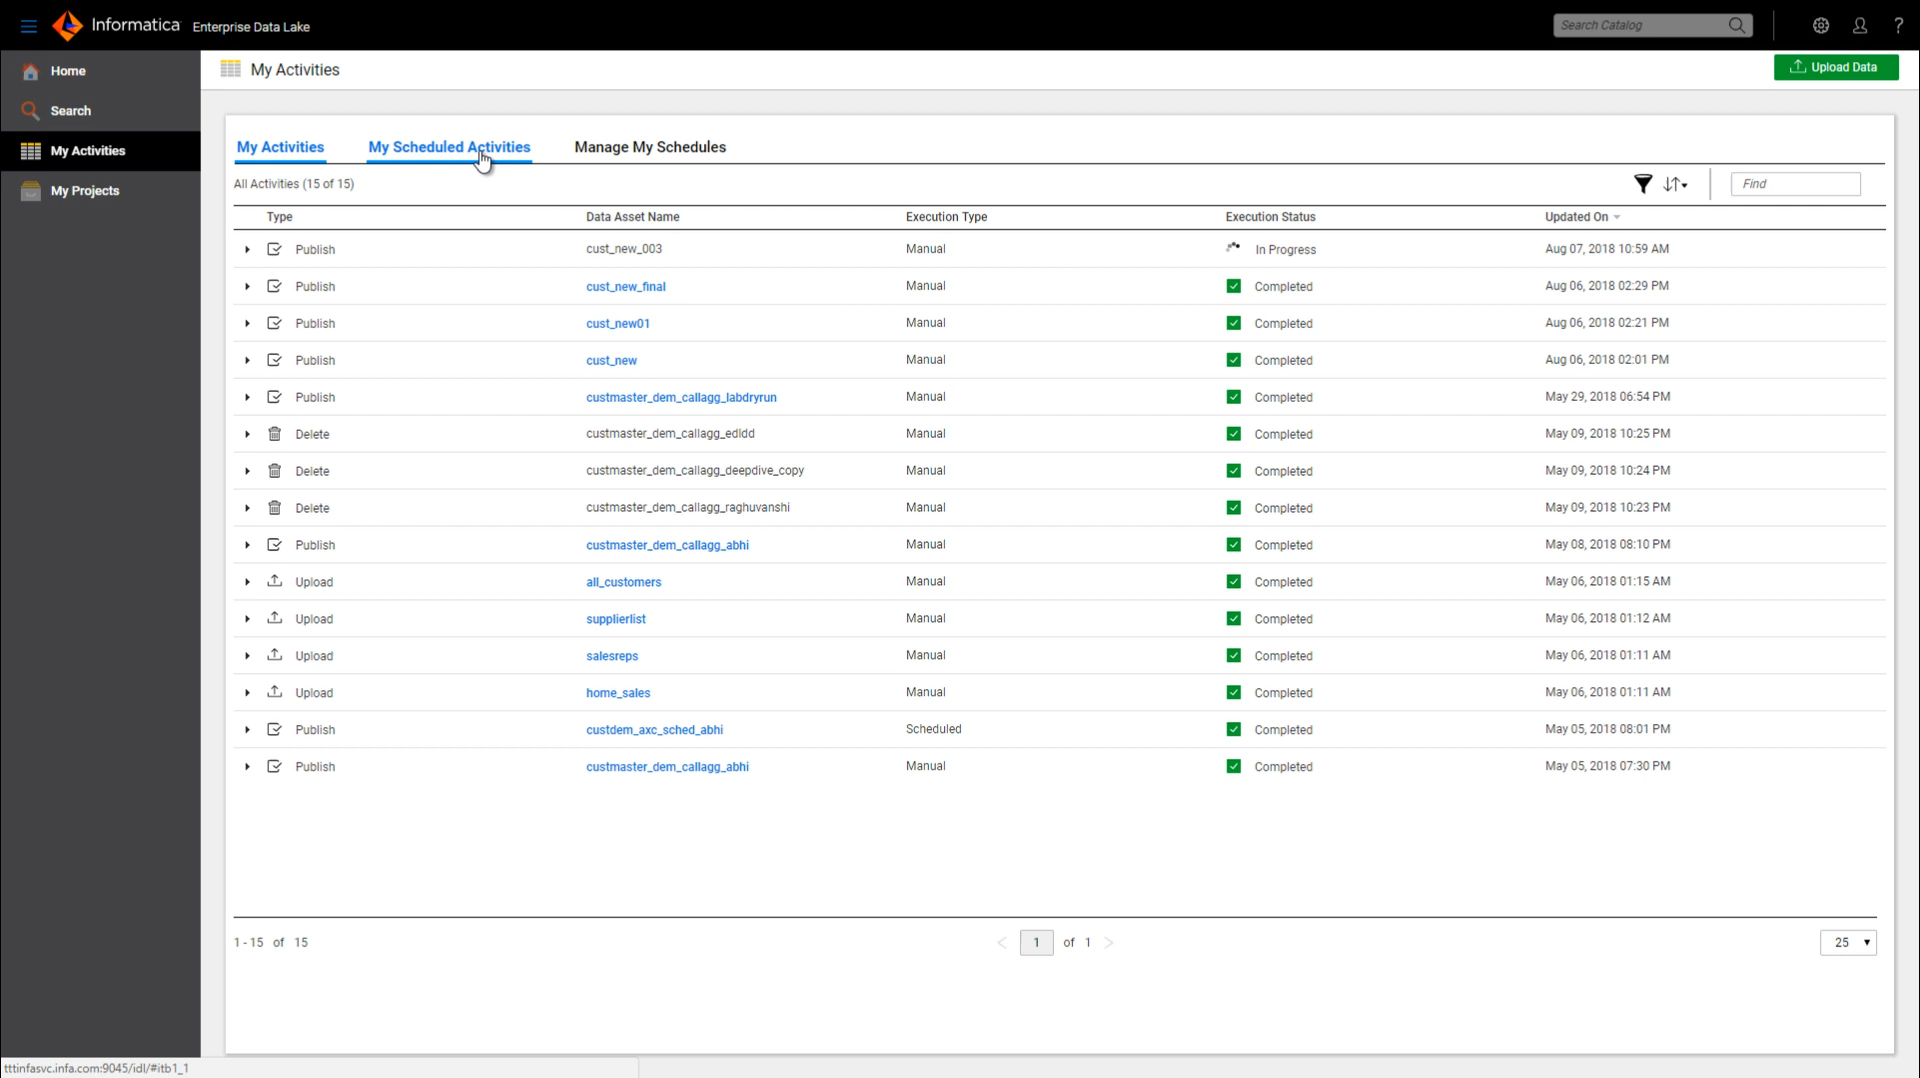 Informatica Enterprise Data Lake
Search Catalog
?
Home
Search
My Activities
My Projects
My Activities
Upload Data
My Activities My Scheduled Activities Manage My Schedules
All Activities (15 of 15)
Find
Type Data Asset Name Execution Type Execution Status Updated On
Publish cust_new_003 Manual In Progress Aug 07, 2018 10:59 AM
Publish cust_new_final Manual Completed Aug 06, 2018 02:29 PM
Publish cust_new01 Manual Completed Aug 06, 2018 02:21 PM
Publish cust_new Manual Completed Aug 06, 2018 02:01 PM
Publish custmaster_dem_callagg_labdryrun Manual Completed May 29, 2018 06:54 PM
Delete custmaster_dem_callagg_edldd Manual Completed May 09, 2018 10:25 PM
Delete custmaster_dem_callagg_deepdive_copy Manual Completed May 09, 2018 10:24 PM
Delete custmaster_dem_callagg_raghuvanshi Manual Completed May 09, 2018 10:23 PM
Publish custmaster_dem_callagg_abhi Manual Completed May 08, 2018 08:10 PM
Upload all_customers Manual Completed May 06, 2018 01:15 AM
Upload supplierlist Manual Completed May 06, 2018 01:12 AM
Upload salesreps Manual Completed May 06, 2018 01:11 AM
Upload home_sales Manual Completed May 06, 2018 01:11 AM
Publish custdem_axc_sched_abhi Scheduled Completed May 05, 2018 08:01 PM
Publish custmaster_dem_callagg_abhi Manual Completed May 05, 2018 07:30 PM
1-15 of 15
1 of 1
25
tttinfasvc.infa.com:9045/idl/#itb1_1